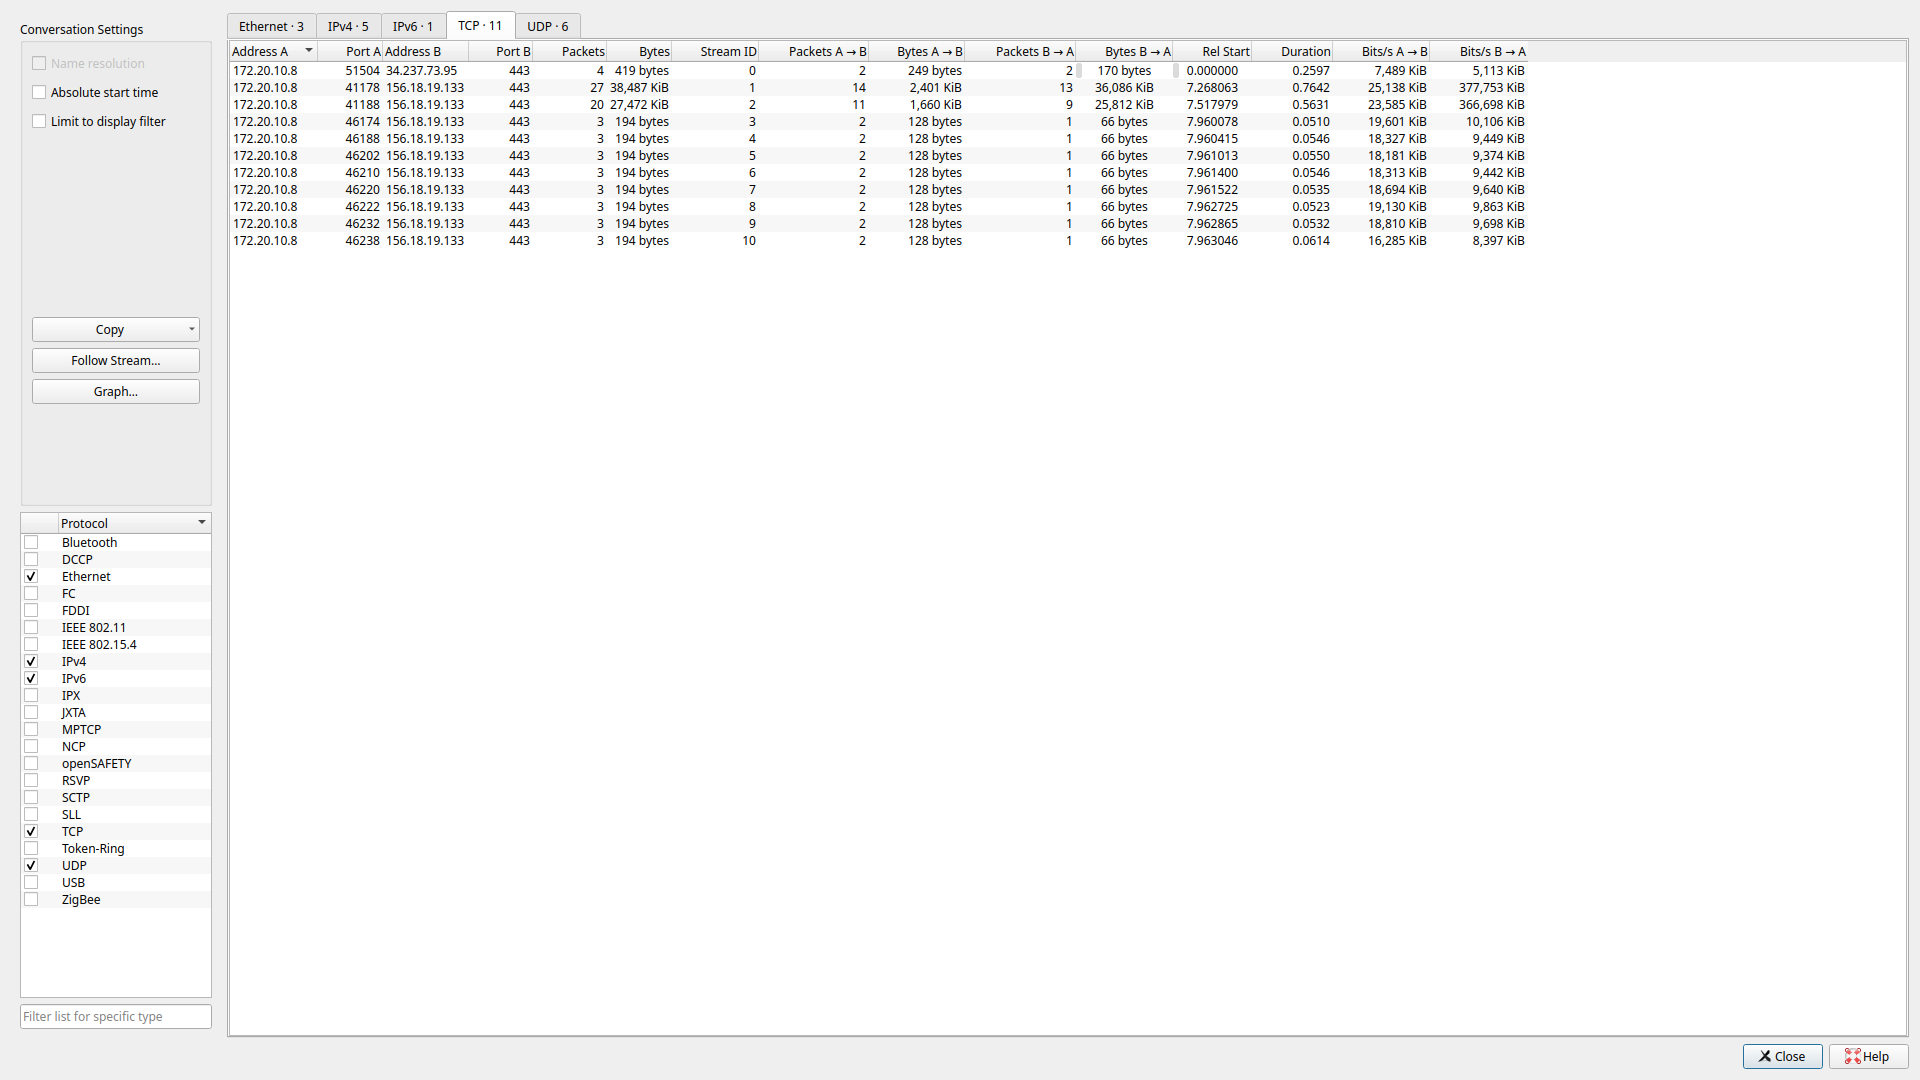 Conversation Settings
Name resolution
Absolute start time
Limit to display filter
Copy
Follow Stream...
Graph...
Protocol
Bluetooth
DCCP
Ethernet
FC
FDDI
IEEE 802.11
IEEE 802.15.4
IPv4
IPv6
IPX
JXTA
MPTCP
NCP
openSAFETY
RSVP
SCTP
SLL
TCP
Token-Ring
UDP
USB
ZigBee
Filter list for specific type
Ethernet · 3 IPv4 · 5 IPv6 · 1 TCP · 11 UDP · 6
Address A Port A Address B Port B Packets Bytes Stream ID Packets A → B Bytes A → B Packets B → A Bytes B → A Rel Start Duration Bits/s A → B Bits/s B → A
172.20.10.8 51504 34.237.73.95 443 4 419 bytes 0 2 249 bytes 2 170 bytes 0.000000 0.2597 7,489 KiB 5,113 KiB
172.20.10.8 41178 156.18.19.133 443 27 38,487 KiB 1 14 2,401 KiB 13 36,086 KiB 7.268063 0.7642 25,138 KiB 377,753 KiB
172.20.10.8 41188 156.18.19.133 443 20 27,472 KiB 2 11 1,660 KiB 9 25,812 KiB 7.517979 0.5631 23,585 KiB 366,698 KiB
172.20.10.8 46174 156.18.19.133 443 3 194 bytes 3 2 128 bytes 1 66 bytes 7.960078 0.0510 19,601 KiB 10,106 KiB
172.20.10.8 46188 156.18.19.133 443 3 194 bytes 4 2 128 bytes 1 66 bytes 7.960415 0.0546 18,327 KiB 9,449 KiB
172.20.10.8 46202 156.18.19.133 443 3 194 bytes 5 2 128 bytes 1 66 bytes 7.961013 0.0550 18,181 KiB 9,374 KiB
172.20.10.8 46210 156.18.19.133 443 3 194 bytes 6 2 128 bytes 1 66 bytes 7.961400 0.0546 18,313 KiB 9,442 KiB
172.20.10.8 46220 156.18.19.133 443 3 194 bytes 7 2 128 bytes 1 66 bytes 7.961522 0.0535 18,694 KiB 9,640 KiB
172.20.10.8 46222 156.18.19.133 443 3 194 bytes 8 2 128 bytes 1 66 bytes 7.962725 0.0523 19,130 KiB 9,863 KiB
172.20.10.8 46232 156.18.19.133 443 3 194 bytes 9 2 128 bytes 1 66 bytes 7.962865 0.0532 18,810 KiB 9,698 KiB
172.20.10.8 46238 156.18.19.133 443 3 194 bytes 10 2 128 bytes 1 66 bytes 7.963046 0.0614 16,285 KiB 8,397 KiB
Close Help